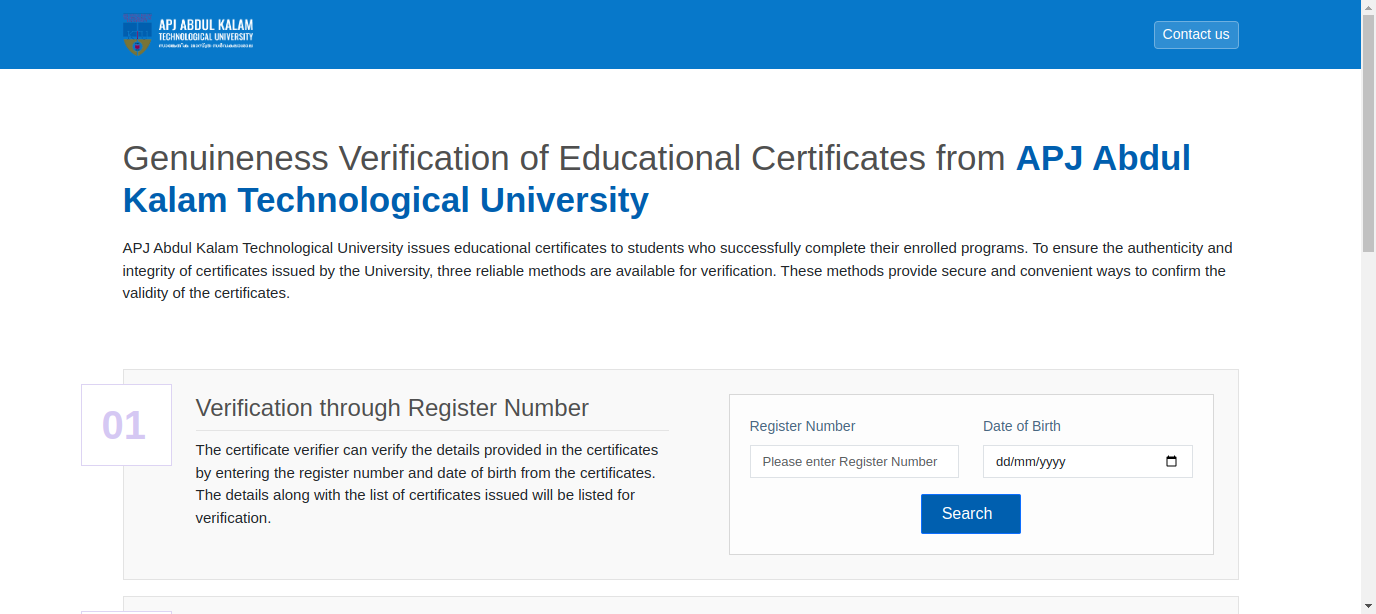 APJ ABDUL KALAM
TECHNOLOGICAL UNIVERSITY
Contact us
Genuineness Verification of Educational Certificates from APJ Abdul
Kalam Technological University
APJ Abdul Kalam Technological University issues educational certificates to students who successfully complete their enrolled programs. To ensure the authenticity and
integrity of certificates issued by the University, three reliable methods are available for verification. These methods provide secure and convenient ways to confirm the
validity of the certificates.
01
Verification through Register Number
The certificate verifier can verify the details provided in the certificates
by entering the register number and date of birth from the certificates.
The details along with the list of certificates issued will be listed for
verification.
Register Number
Date of Birth
Please enter Register Number
dd/mm/yyyy
Search